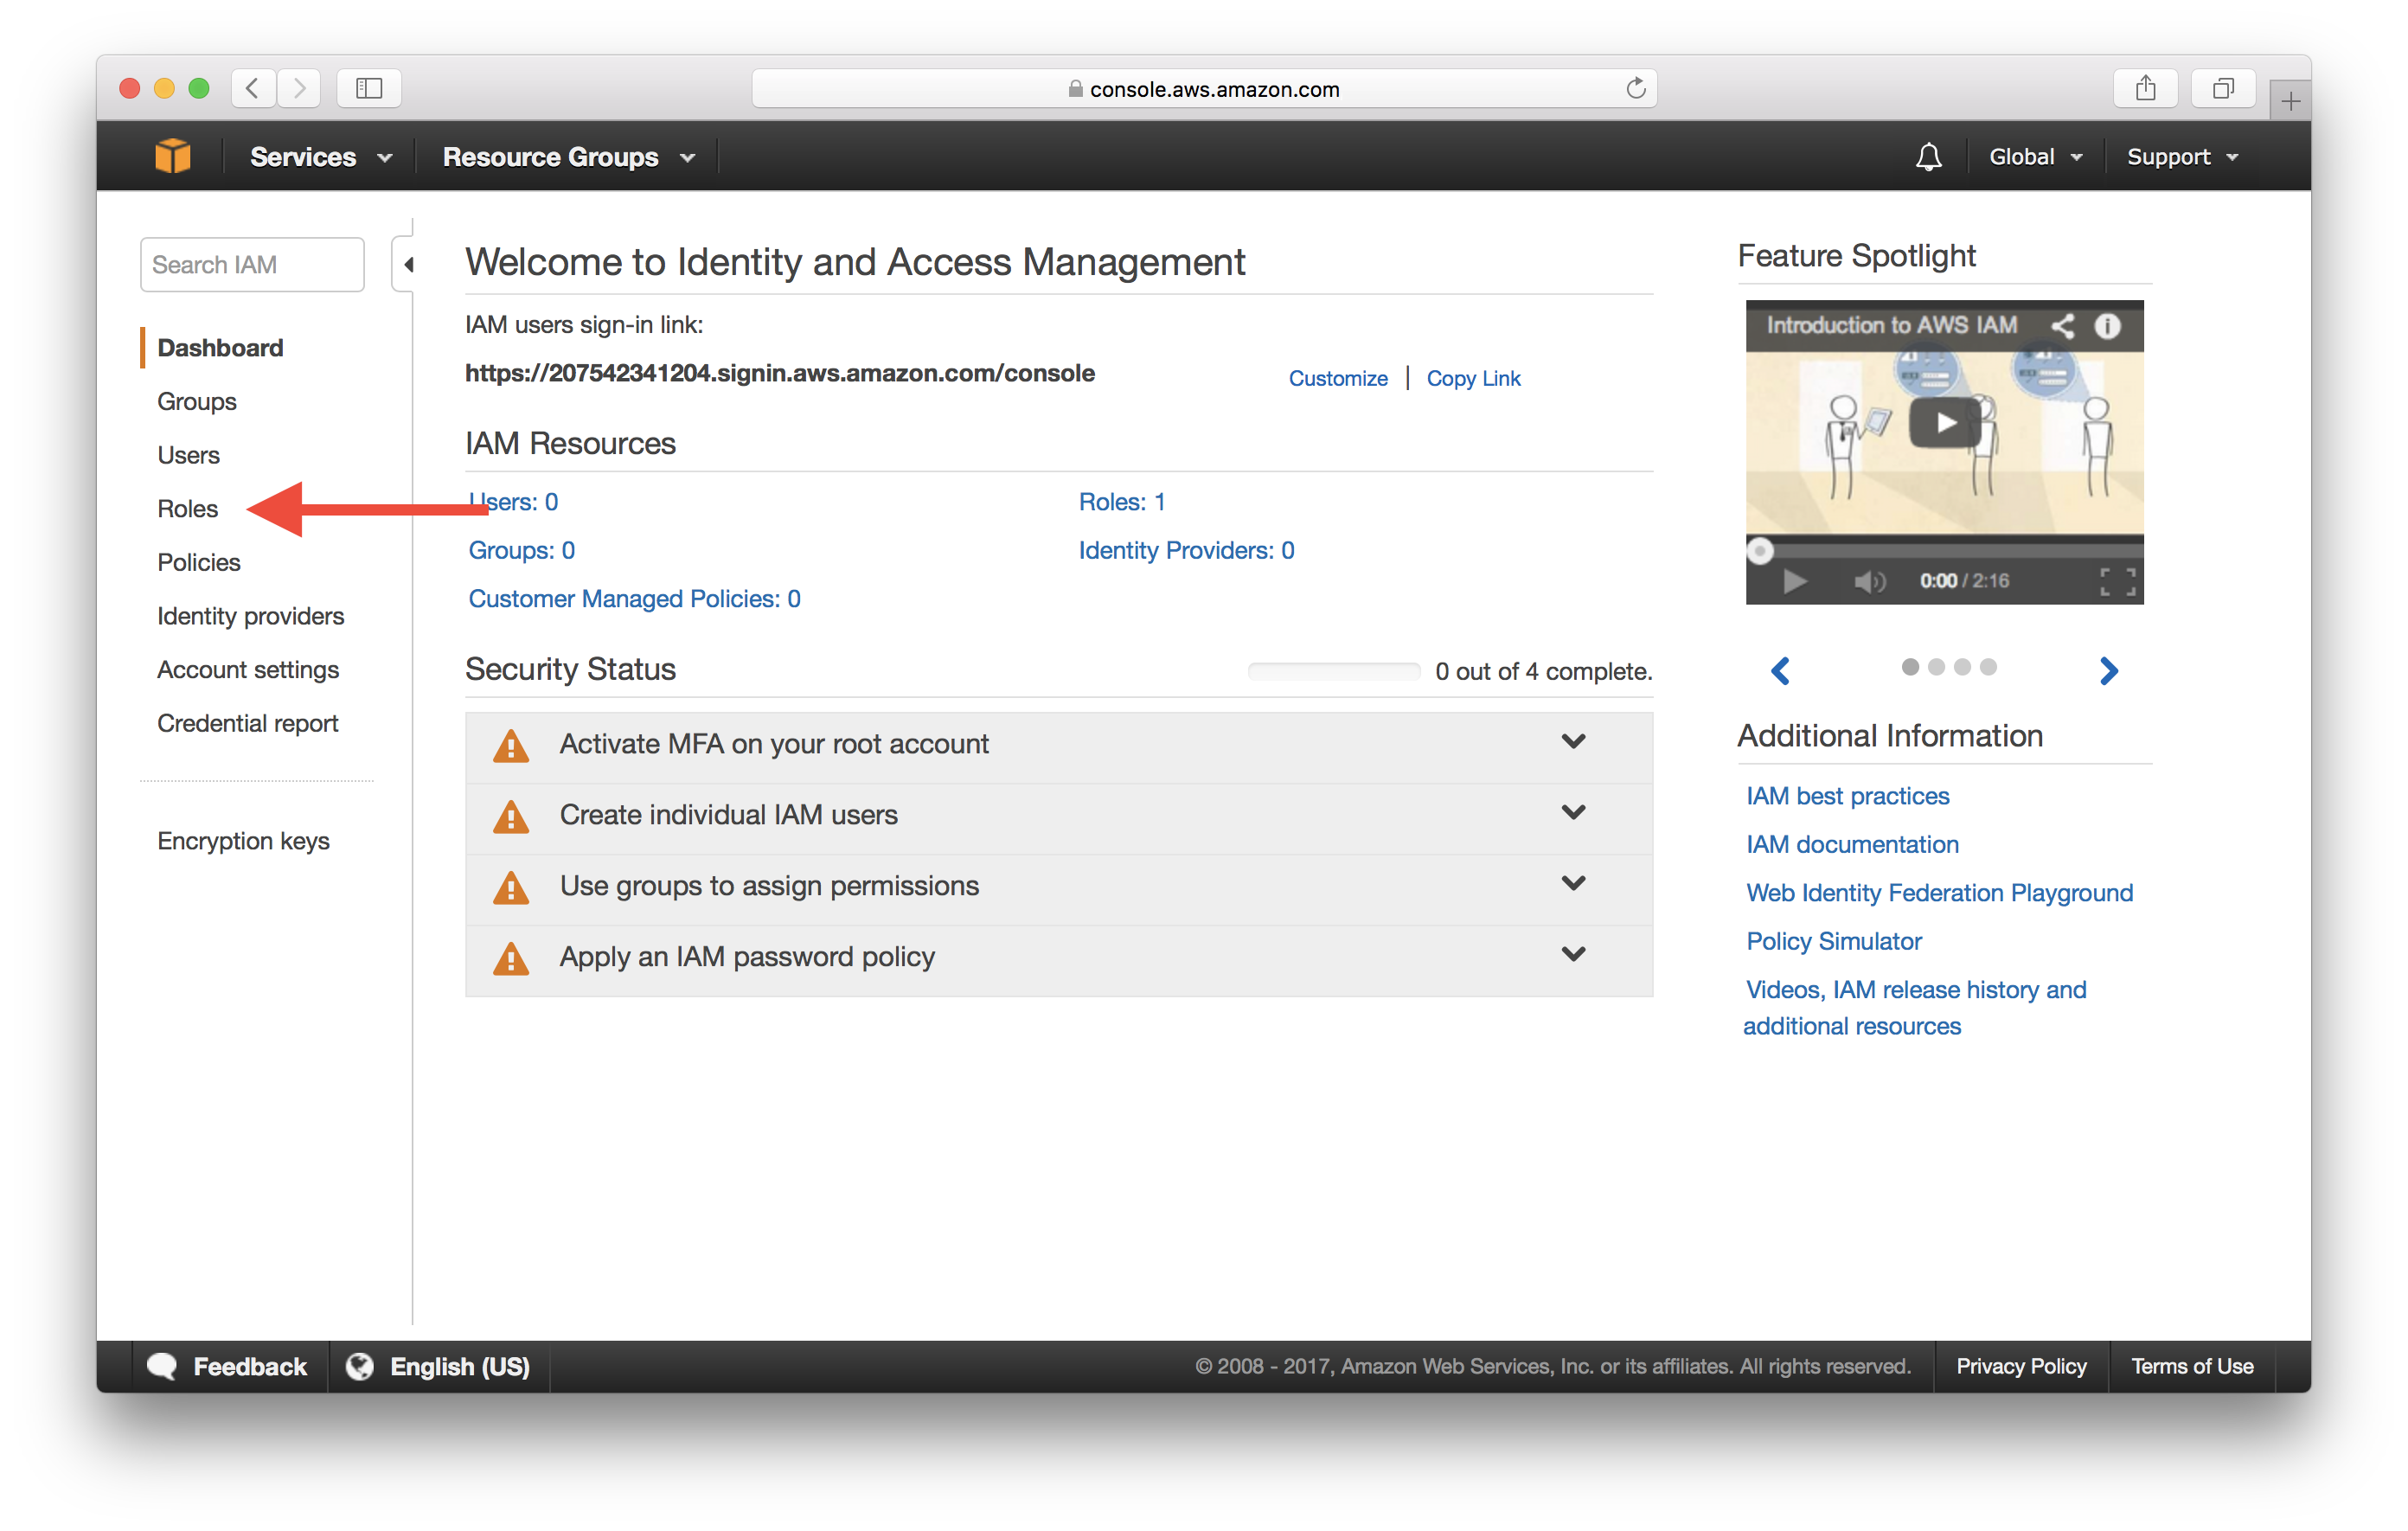 console.aws.amazon.com
Services
Resource Groups
Global
Support
Search IAM
Dashboard
Groups
Users
Roles
Policies
Identity providers
Account settings
Credential report
Encryption keys
Welcome to Identity and Access Management
IAM users sign-in link:
https://207542341204.signin.aws.amazon.com/console
Customize | Copy Link
IAM Resources
Users: 0
Roles: 1
Groups: 0
Identity Providers: 0
Customer Managed Policies: 0
Security Status
0 out of 4 complete.
Activate MFA on your root account
Create individual IAM users
Use groups to assign permissions
Apply an IAM password policy
Feature Spotlight
Introduction to AWS IAM
0:00 / 2:16
Additional Information
IAM best practices
IAM documentation
Web Identity Federation Playground
Policy Simulator
Videos, IAM release history and
additional resources
Feedback
English (US)
© 2008 - 2017, Amazon Web Services, Inc. or its affiliates. All rights reserved.
Privacy Policy
Terms of Use